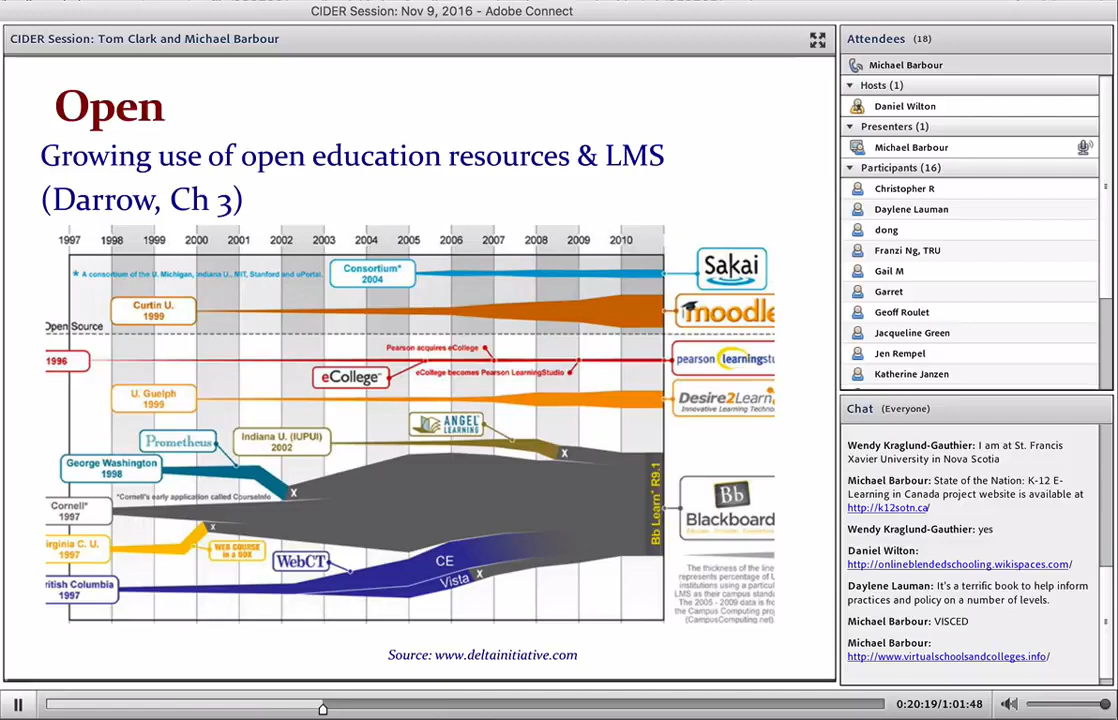 CIDER Session: Nov 9, 2016 - Adobe Connect
CIDER Session: Tom Clark and Michael Barbour
Open
Growing use of open education resources & LMS
(Darrow, Ch 3)
1997 1998 1999 2000 2001 2002 2003 2004 2005 2006 2007 2008 2009 2010
* A consortium of the U. Michigan, Indiana U., MIT, Stanford and uPortal.
Consortium*
2004
Sakai
Curtin U.
1999
moodle
Open Source
Pearson acquires eCollege
1996
pearson learningstu
eCollege
eCollege becomes Pearson LearningStudio
U. Guelph
1999
Desire2Learn
Innovative Learning Techno
ANGEL
LEARNING
Prometheus
Indiana U. (IUPUI)
2002
x
George Washington
1998
x
*Cornell's early application called CourseInfo
Cornell*
1997
Bb Learn R9.1
Bb
Blackboard
x
irginia C. U.
1997
WEB COURSE
in a BOX
WebCT
CE
Vista x
ritish Columbia
1997
The thickness of the line
represents percentage of U
institutions using a particul
LMS as their campus stand
The 2005 - 2009 data is fro
the Campus Computing proj
(CampusComputing.net)
Source: www.deltainitiative.com
0:20:19/1:01:48
Attendees (18)
Michael Barbour
Hosts (1)
Daniel Wilton
Presenters (1)
Michael Barbour
Participants (16)
Christopher R
Daylene Lauman
dong
Franzi Ng, TRU
Gail M
Garret
Geoff Roulet
Jacqueline Green
Jen Rempel
Katherine Janzen
Chat (Everyone)
Wendy Kraglund-Gauthier: I am at St. Francis
Xavier University in Nova Scotia
Michael Barbour: State of the Nation: K-12 E-
Learning in Canada project website is available at
http://k12sotn.ca/
Wendy Kraglund-Gauthier: yes
Daniel Wilton:
http://onlineblendedschooling.wikispaces.com/
Daylene Lauman: It's a terrific book to help inform
practices and policy on a number of levels.
Michael Barbour: VISCED
Michael Barbour:
http://www.virtualschoolsandcolleges.info/